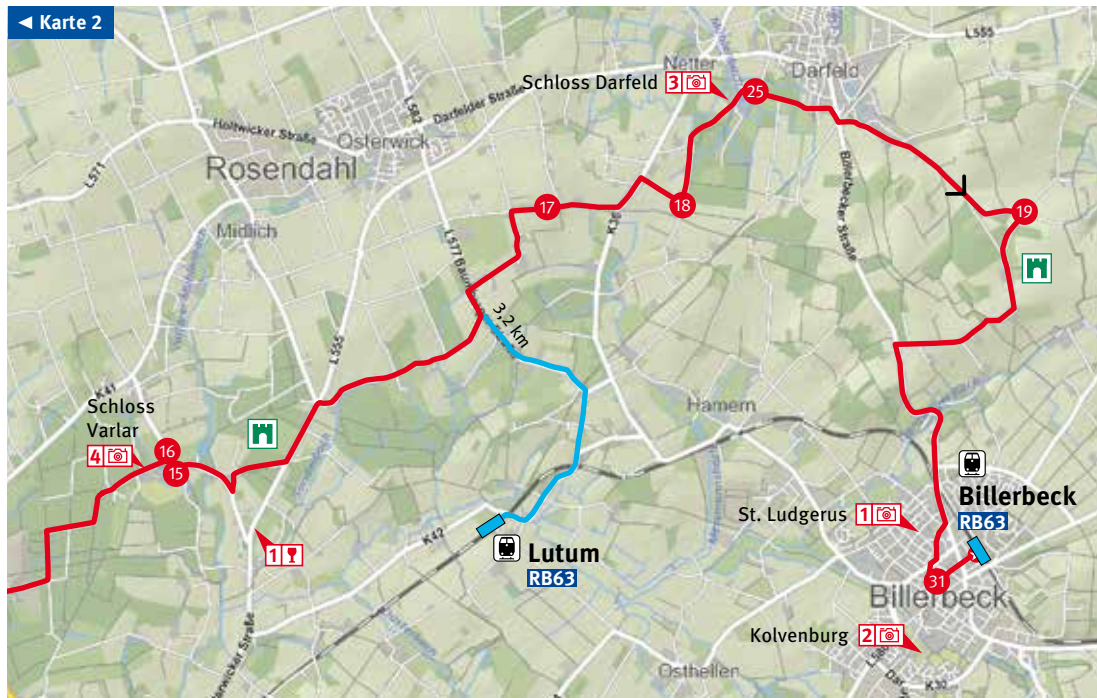 ◄ Karte 2
L555
Netter
Darfeld
Schloss Darfeld 3
25
L582
Darfelder Straße
Holtwicker Straße
Osterwick
L571
Rosendahl
Billerbecker Straße
17
18
19
K36
Midlich
L577
3,2 km
L555
K41
Schloss
Varlar
4
16
15
Hamern
Billerbeck
RB63
St. Ludgerus 1
1
K42
Lutum
RB63
31
Billerbeck
Kolvenburg 2
Osthellen
L580
K30